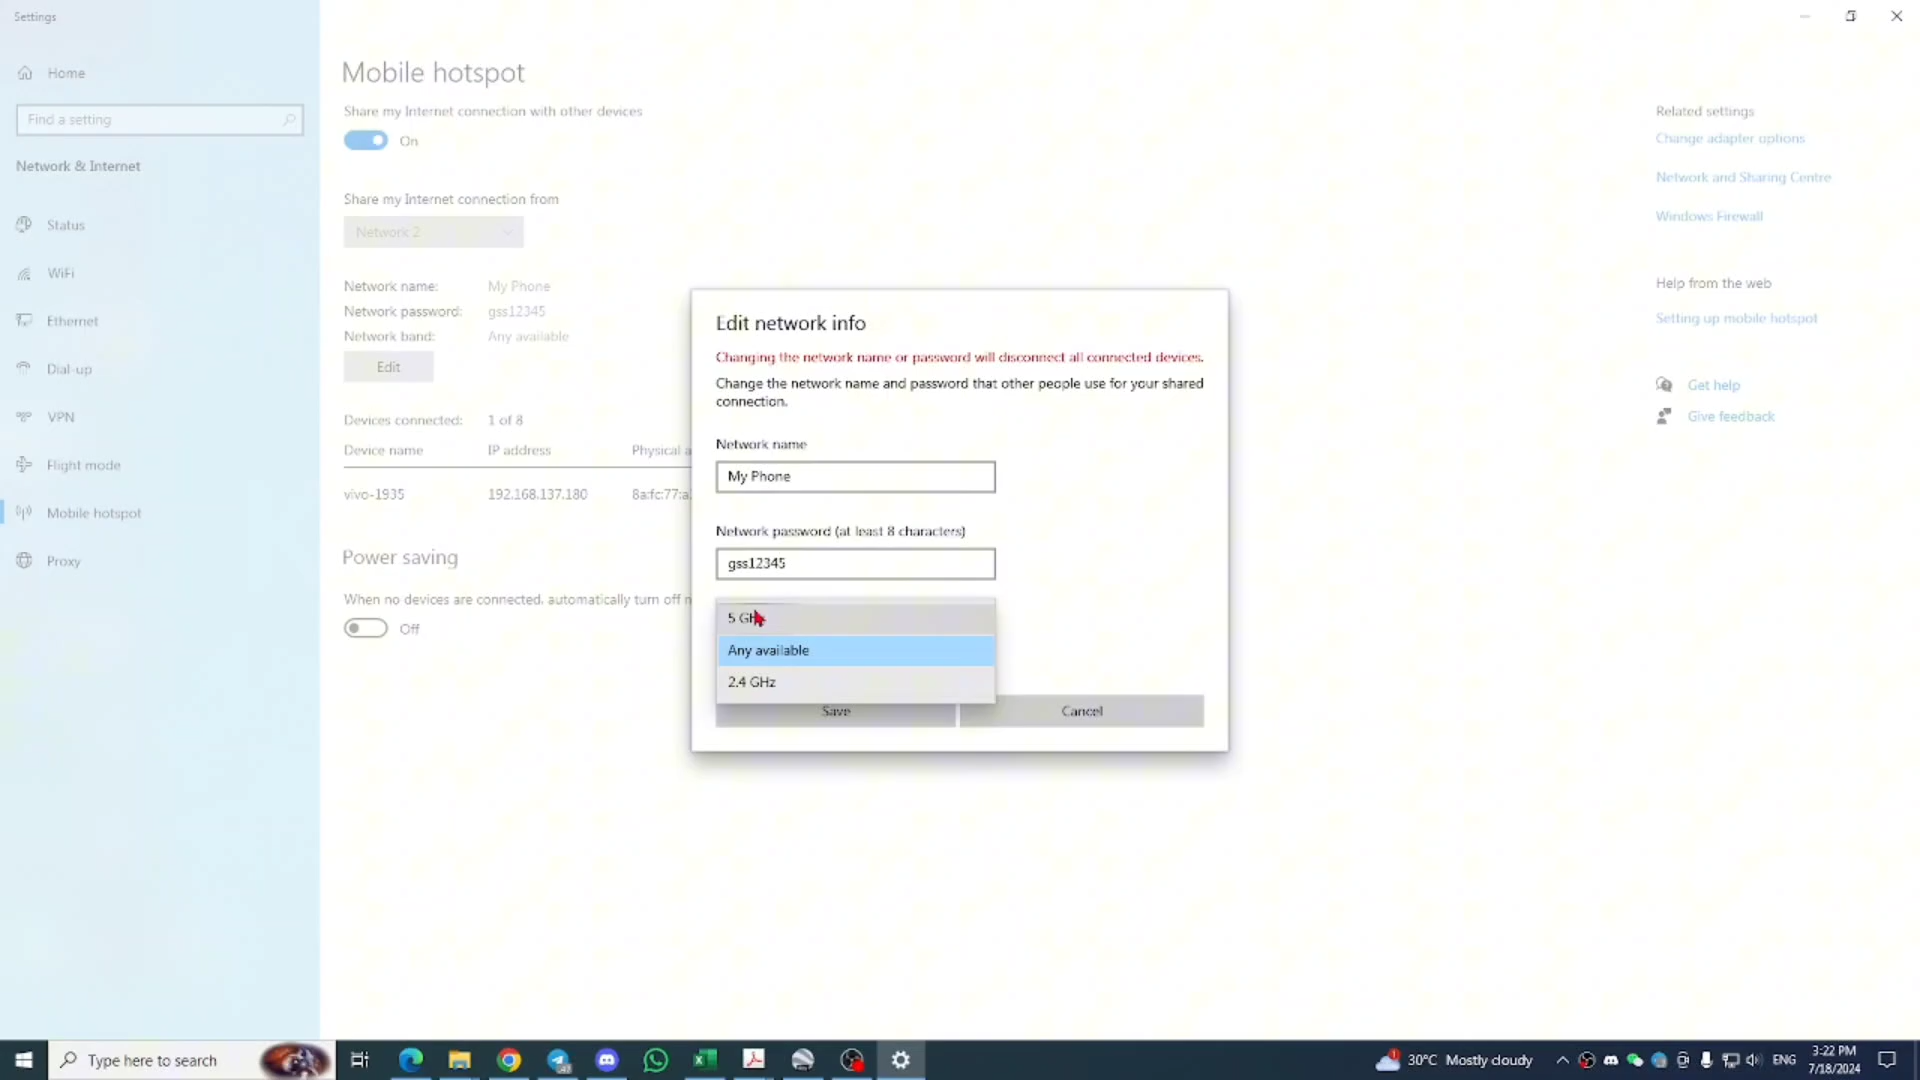 Settings
Home
Find a setting
Network & Internet
Status
WiFi
Ethernet
Dial-up
VPN
Flight mode
Mobile hotspot
Proxy
Mobile hotspot
Share my Internet connection with other devices
On
Share my Internet connection from
Network 2
Network name: My Phone
Network password: gss12345
Network band: Any available
Edit
Devices connected: 1 of 8
Device name IP address Physical
vivo-1935 192.168.137.180 8a:fc:77:a
Power saving
When no devices are connected, automatically turn off
Off
Edit network info
Changing the network name or password will disconnect all connected devices.
Change the network name and password that other people use for your shared
connection.
Network name
My Phone
Network password (at least 8 characters)
gss12345
5 GHz
Any available
2.4 GHz
Save Cancel
Related settings
Change adapter options
Network and Sharing Centre
Windows Firewall
Help from the web
Setting up mobile hotspot
Get help
Give feedback
Type here to search
30°C Mostly cloudy
ENG
3:22 PM
7/18/2024